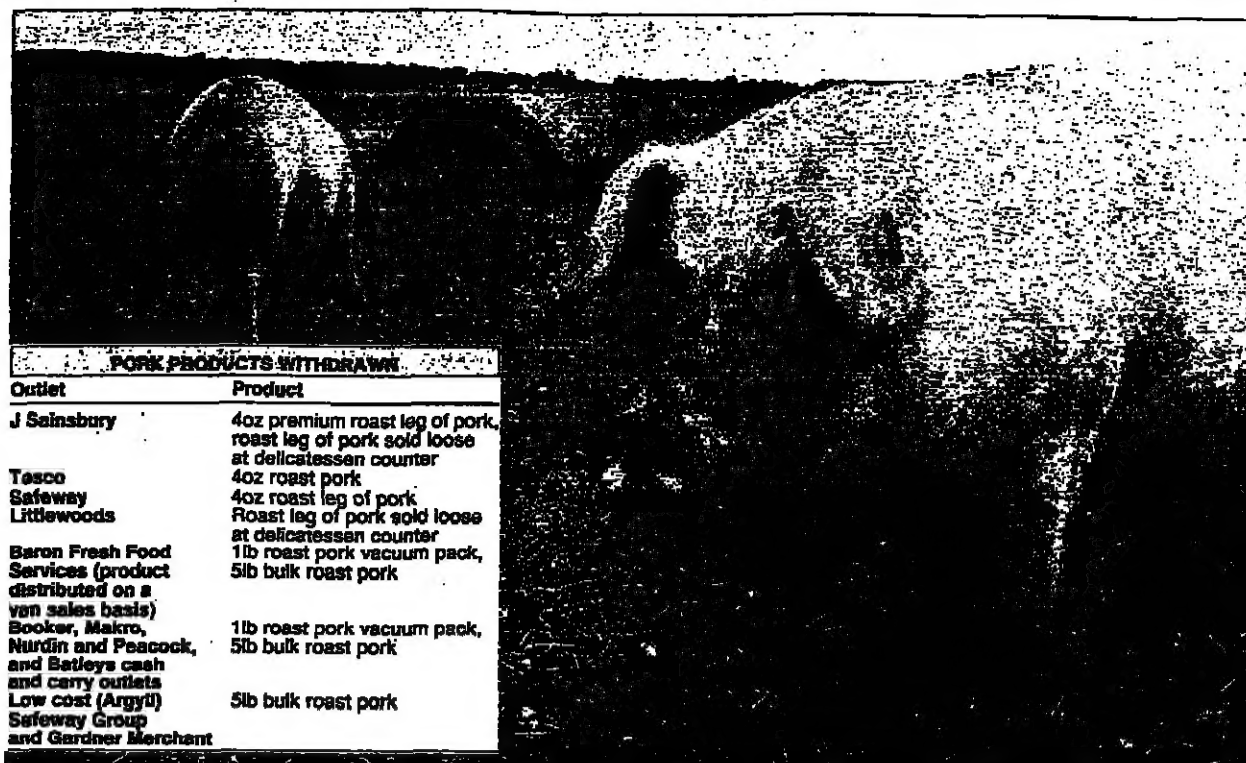 PORK PRODUCTS WITHDRAWN
Outlet Product
J Sainsbury 4oz premium roast leg of pork,
roast leg of pork sold loose
at delicatessen counter
Tesco 4oz roast pork
Safeway 4oz roast leg of pork
Littlewoods Roast leg of pork sold loose
at delicatessen counter
Baron Fresh Food 1lb roast pork vacuum pack,
Services (product 5lb bulk roast pork
distributed on a
van sales basis)
Booker, Makro, 1lb roast pork vacuum pack,
Nurdin and Peacock, 5lb bulk roast pork
and Batleys cash
and carry outlets
Low cost (Argyll) 5lb bulk roast pork
Safeway Group
and Gardner Merchant